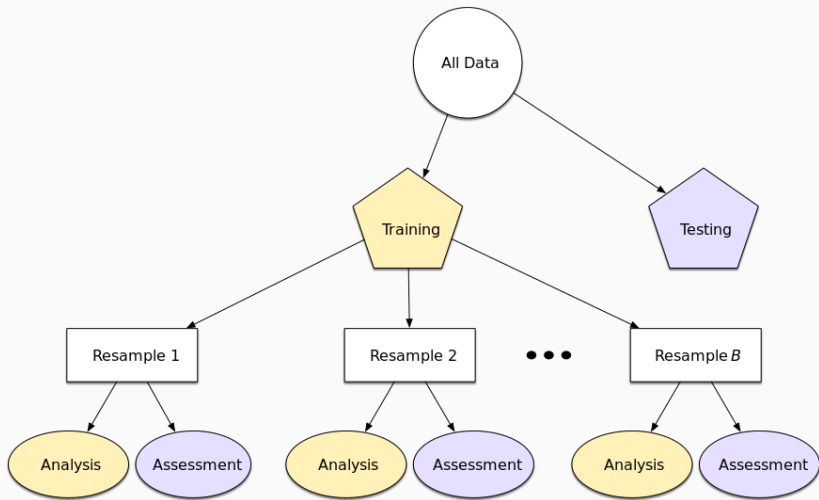 All Data
Training
Testing
Resample 1
Resample 2
Resample B
Analysis
Assessment
Analysis
Assessment
Analysis
Assessment